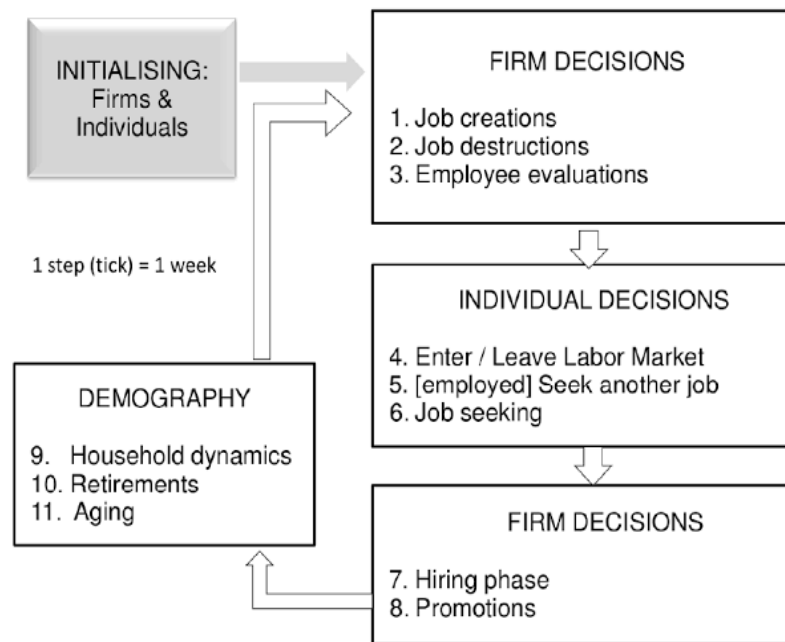 INITIALISING:
Firms &
Individuals
FIRM DECISIONS
1. Job creations
2. Job destructions
3. Employee evaluations
1 step (tick) = 1 week
INDIVIDUAL DECISIONS
4. Enter / Leave Labor Market
5. [employed] Seek another job
6. Job seeking
FIRM DECISIONS
7. Hiring phase
8. Promotions
DEMOGRAPHY
9. Household dynamics
10. Retirements
11. Aging